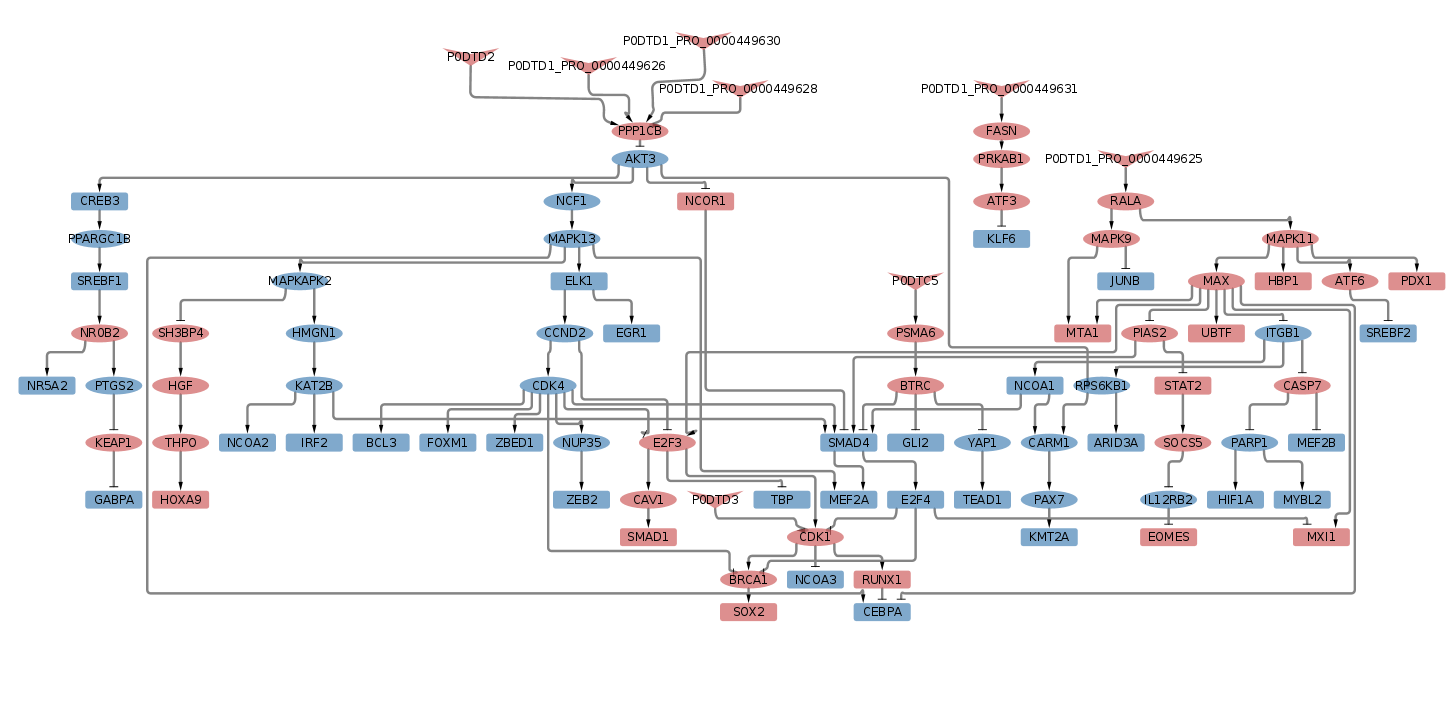 P0DTD1_PRO_0000449630
P0DTD2
P0DTD1_PRO_0000449626
P0DTD1_PRO_0000449628
P0DTD1_PRO_0000449631
PPP1CB
FASN
AKT3
PRKAB1
P0DTD1_PRO_0000449625
CREB3
NCF1
NCOR1
ATF3
RALA
PPARGC1B
MAPK13
KLF6
MAPK9
MAPK11
SREBF1
MAPKAPK2
ELK1
P0DTC5
JUNB
MAX
HBP1
ATF6
PDX1
NR0B2
SH3BP4
HMGN1
CCND2
EGR1
PSMA6
MTA1
PIAS2
UBTF
ITGB1
SREBF2
NR5A2
PTGS2
HGF
KAT2B
CDK4
BTRC
NCOA1
RPS6KB1
STAT2
CASP7
KEAP1
THPO
NCOA2
IRF2
BCL3
FOXM1
ZBED1
NUP35
E2F3
SMAD4
GLI2
YAP1
CARM1
ARID3A
SOCS5
PARP1
MEF2B
GABPA
HOXA9
ZEB2
CAV1
P0DTD3
TBP
MEF2A
E2F4
TEAD1
PAX7
IL12RB2
HIF1A
MYBL2
SMAD1
CDK1
KMT2A
EOMES
MXI1
BRCA1
NCOA3
RUNX1
SOX2
CEBPA